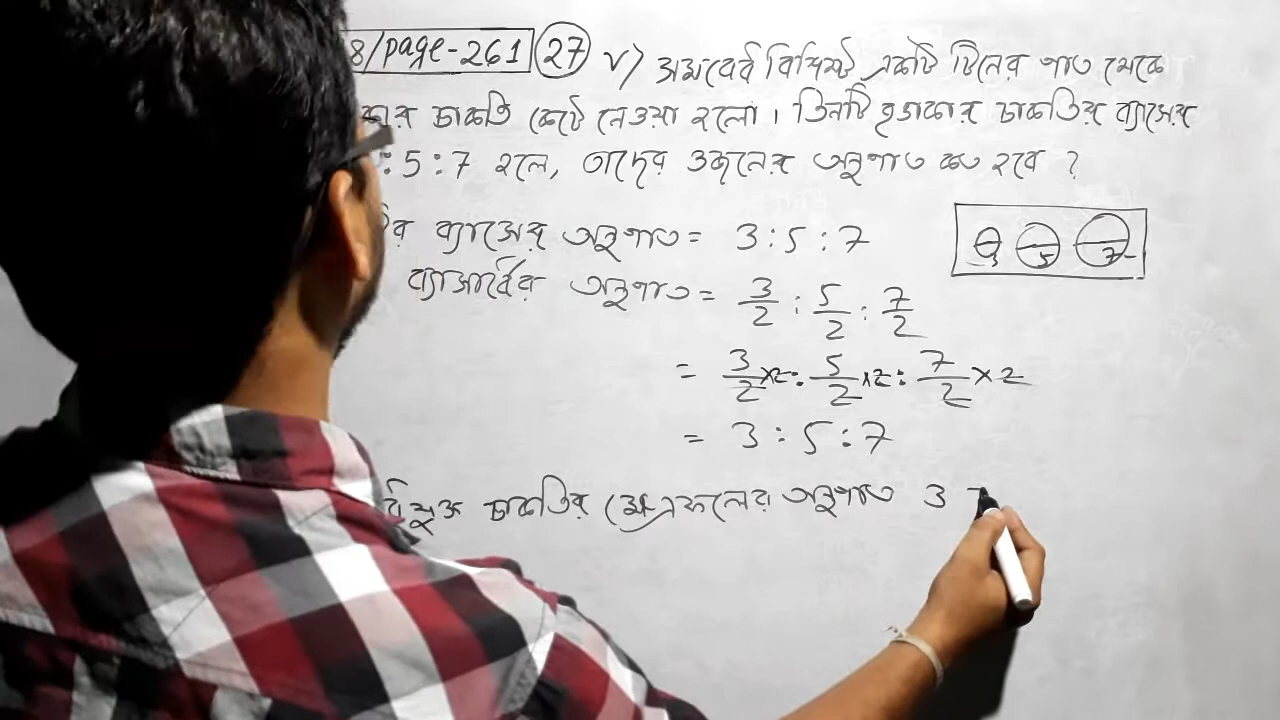 8/page-261 27 v) সমবেধ বিশিষ্ট একটি টিনের পাত থেকে
কার চাকতি কেটে নেওয়া হলো। তিনটি বৃত্তাকার চাকতির ব্যাসের
:5:7 হলে, তাদের ওজনের অনুপাত কত হবে ?
র ব্যাসের অনুপাত = 3:5:7
3 5 7
ব্যাসার্ধের অনুপাত = 3/2 : 5/2 : 7/2
= 3/2 ×2 : 5/2 ×2 : 7/2 ×2
= 3:5:7
চাকতির ক্ষেত্রফলের অনুপাত 3